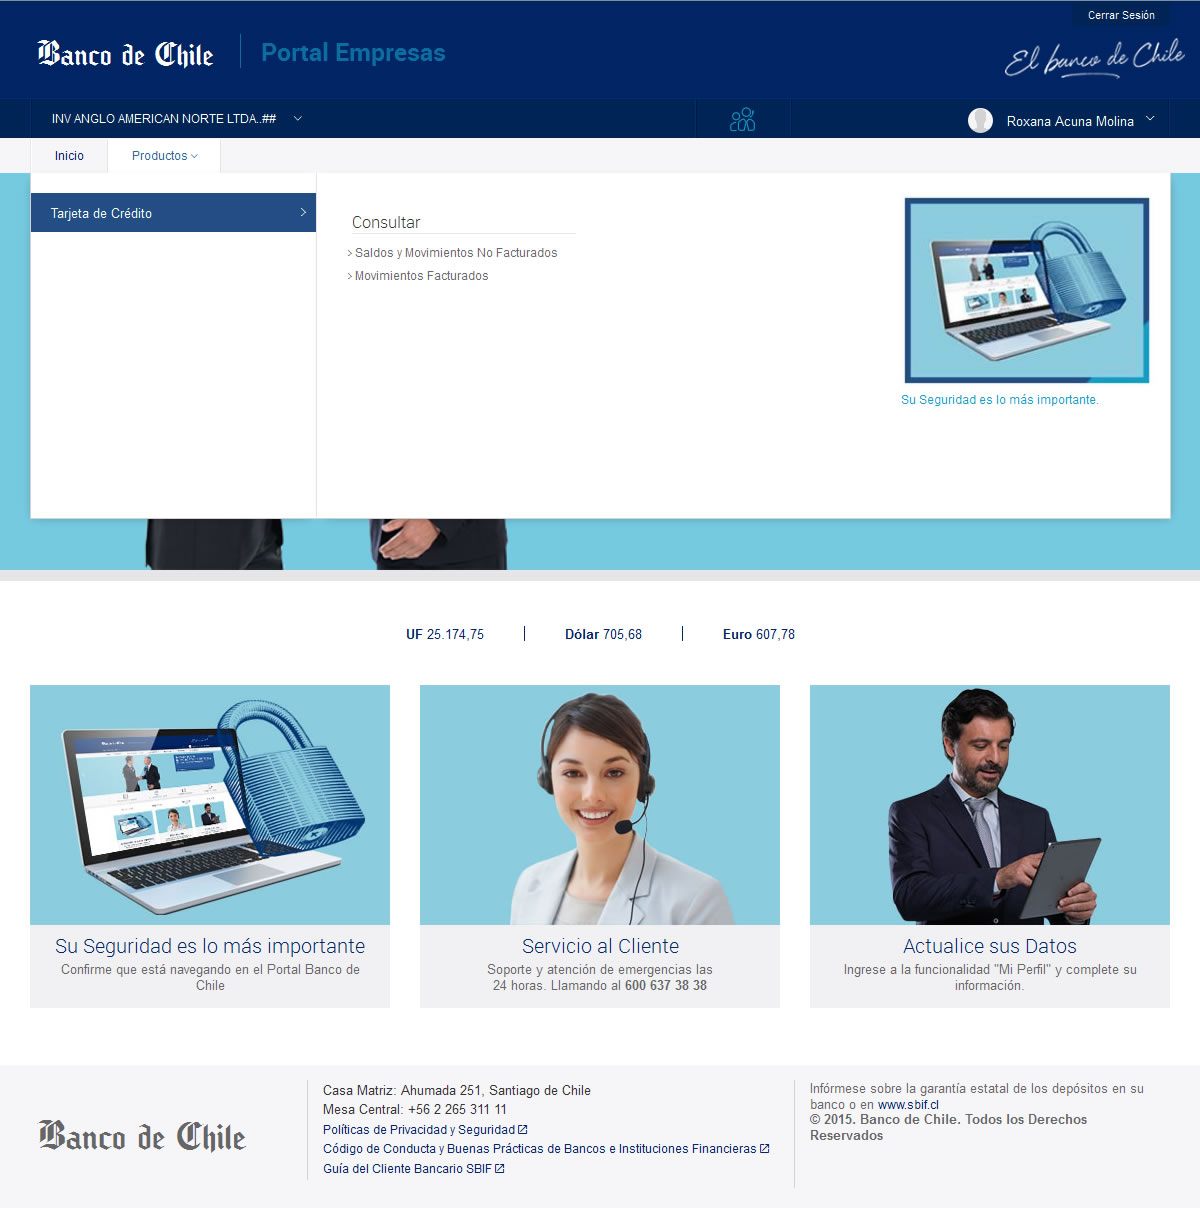 Cerrar Sesión
Banco de Chile
Portal Empresas
El banco de Chile
INV ANGLO AMERICAN NORTE LTDA..##
Roxana Acuna Molina
Inicio
Productos
Tarjeta de Crédito
Consultar
Saldos y Movimientos No Facturados
Movimientos Facturados
Su Seguridad es lo más importante.
UF 25.174,75
Dólar 705,68
Euro 607,78
Su Seguridad es lo más importante
Confirme que está navegando en el Portal Banco de
Chile
Servicio al Cliente
Soporte y atención de emergencias las
24 horas. Llamando al 600 637 38 38
Actualice sus Datos
Ingrese a la funcionalidad "Mi Perfil" y complete su
información.
Banco de Chile
Casa Matriz: Ahumada 251, Santiago de Chile
Mesa Central: +56 2 265 311 11
Políticas de Privacidad y Seguridad
Código de Conducta y Buenas Prácticas de Bancos e Instituciones Financieras
Guía del Cliente Bancario SBIF
Infórmese sobre la garantía estatal de los depósitos en su
banco o en www.sbif.cl
© 2015. Banco de Chile. Todos los Derechos
Reservados